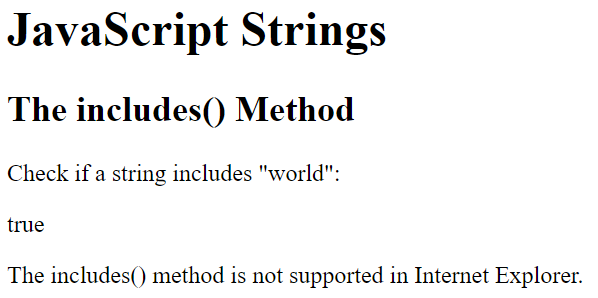 JavaScript Strings
The includes() Method
Check if a string includes "world":
true
The includes() method is not supported in Internet Explorer.